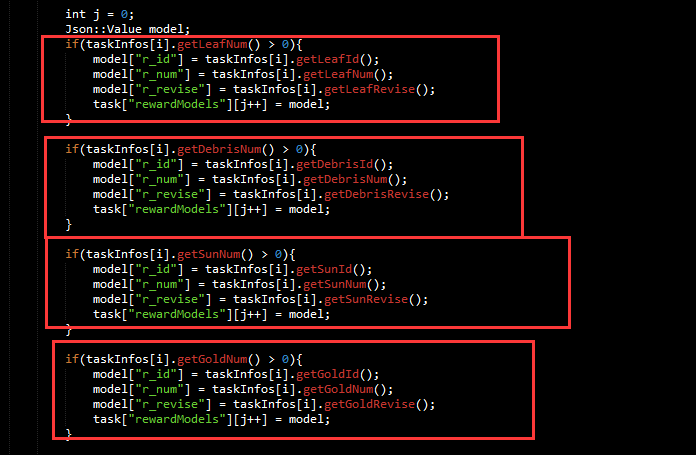 int j = 0;
Json::Value model;
if(taskInfos[i].getLeafNum() > 0){
model["r_id"] = taskInfos[i].getLeafId();
model["r_num"] = taskInfos[i].getLeafNum();
model["r_revise"] = taskInfos[i].getLeafRevise();
task["rewardModels"][j++] = model;
}
if(taskInfos[i].getDebrisNum() > 0){
model["r_id"] = taskInfos[i].getDebrisId();
model["r_num"] = taskInfos[i].getDebrisNum();
model["r_revise"] = taskInfos[i].getDebrisRevise();
task["rewardModels"][j++] = model;
}
if(taskInfos[i].getSunNum() > 0){
model["r_id"] = taskInfos[i].getSunId();
model["r_num"] = taskInfos[i].getSunNum();
model["r_revise"] = taskInfos[i].getSunRevise();
task["rewardModels"][j++] = model;
}
if(taskInfos[i].getGoldNum() > 0){
model["r_id"] = taskInfos[i].getGoldId();
model["r_num"] = taskInfos[i].getGoldNum();
model["r_revise"] = taskInfos[i].getGoldRevise();
task["rewardModels"][j++] = model;
}